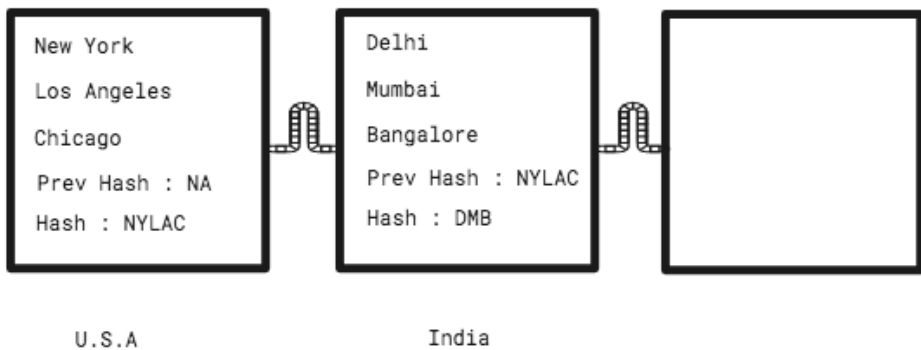 New York
Los Angeles
Chicago
Prev Hash : NA
Hash : NYLAC
Delhi
Mumbai
Bangalore
Prev Hash : NYLAC
Hash : DMB
U.S.A
India